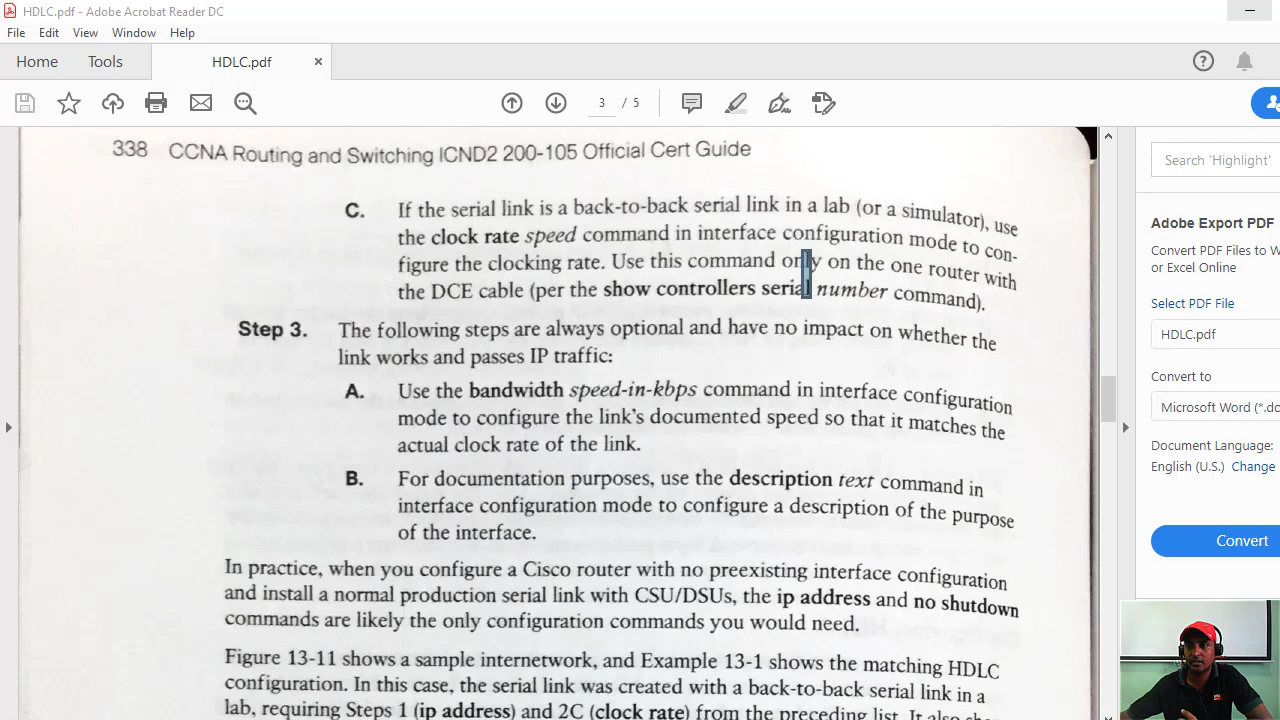 HDLC.pdf - Adobe Acrobat Reader DC
File Edit View Window Help
Home Tools HDLC.pdf ×
3 / 5
338 CCNA Routing and Switching ICND2 200-105 Official Cert Guide
C. If the serial link is a back-to-back serial link in a lab (or a simulator), use
the clock rate speed command in interface configuration mode to con-
figure the clocking rate. Use this command only on the one router with
the DCE cable (per the show controllers serial number command).
Step 3. The following steps are always optional and have no impact on whether the
link works and passes IP traffic:
A. Use the bandwidth speed-in-kbps command in interface configuration
mode to configure the link's documented speed so that it matches the
actual clock rate of the link.
B. For documentation purposes, use the description text command in
interface configuration mode to configure a description of the purpose
of the interface.
In practice, when you configure a Cisco router with no preexisting interface configuration
and install a normal production serial link with CSU/DSUs, the ip address and no shutdown
commands are likely the only configuration commands you would need.
Figure 13-11 shows a sample internetwork, and Example 13-1 shows the matching HDLC
configuration. In this case, the serial link was created with a back-to-back serial link in a
lab, requiring Steps 1 (ip address) and 2C (clock rate) from the preceding list. It also
Search 'Highlight'
Adobe Export PDF
Convert PDF Files to W
or Excel Online
Select PDF File
HDLC.pdf
Convert to
Microsoft Word (*.do
Document Language:
English (U.S.) Change
Convert